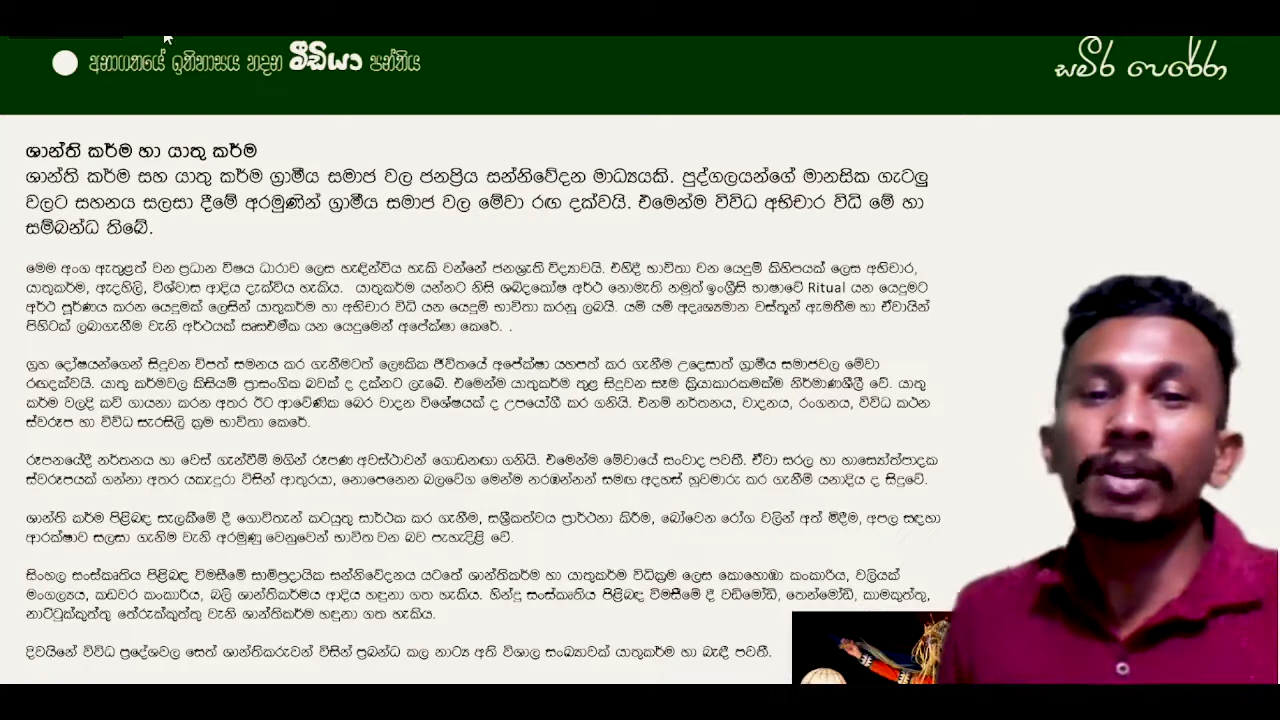 අනාගතයේ ඉතිහාසය හදන මීඩියා පන්තිය
සමීර පෙරේරා
ශාන්ති කර්ම හා යාතු කර්ම
ශාන්ති කර්ම සහ යාතු කර්ම ග්‍රාමීය සමාජ වල ජනප්‍රිය සන්නිවේදන මාධ්‍යයකි. පුද්ගලයන්ගේ මානසික ගැටලු
වලට සහනය සලසා දීමේ අරමුණින් ග්‍රාමීය සමාජ වල මේවා රඟ දක්වයි. එමෙන්ම විවිධ අභිචාර විධි මේ හා
සම්බන්ධ තිබේ.
මෙම අංග ඇතුළත් වන ප්‍රධාන විෂය ධාරාව ලෙස හැඳින්විය හැකි වන්නේ ජනශ්‍රැති විද්‍යාවයි. එහිදී භාවිතා වන යෙදුම් කිහිපයක් ලෙස අභිචාර,
යාතුකර්ම, ඇදහිලි, විශ්වාස ආදිය දැක්විය හැකිය. යාතුකර්ම යන්නට නිසි ශබ්දකෝෂ අර්ථ නොමැති නමුත් ඉංග්‍රීසි භාෂාවේ Ritual යන යෙදුමට
අර්ථ පූර්ණය කරන යෙදුමක් ලෙසින් යාතුකර්ම හා අභිචාර විධි යන යෙදුම භාවිතා කරනු ලබයි. යම් යම් අදෘශ්‍යමාන වස්තූන් ඇමතීම හා ඒවායින්
පිහිටක් ලබාගැනීම වැනි අර්ථයක් යන යෙදුමෙන් අපේක්ෂා කෙරේ. .
ග්‍රහ දෝෂයන්ගෙන් සිදුවන විපත් සමනය කර ගැනීමටත් ලෞකික ජීවිතයේ අපේක්ෂා යහපත් කර ගැනීම උදෙසාත් ග්‍රාමීය සමාජවල මේවා
රඟදක්වයි. යාතු කර්මවල කිසියම් ප්‍රාසංගික බවක් ද දක්නට ලැබේ. එමෙන්ම යාතුකර්ම තුළ සිදුවන සෑම ක්‍රියාකාරකමක්ම නිර්මාණශීලී වේ. යාතු
කර්ම වලදි කවි ගායනා කරන අතර ඊට ආවේණික බෙර වාදන විශේෂයක් ද උපයෝගී කර ගනියි. එනම් නර්තනය, වාදනය, රංගනය, විවිධ කථන
ස්වරූප හා විවිධ සැරසිලි ක්‍රම භාවිතා කෙරේ.
රූපනයේදී නර්තනය හා වෙස් ගැන්වීම් මගින් රූපණ අවස්ථාවන් ගොඩනඟා ගනියි. එමෙන්ම මේවායේ සංවාද පවතී. ඒවා සරල හා හාස්‍යෝත්පාදක
ස්වරූපයක් ගන්නා අතර යකැදුරා විසින් ආතුරයා, නොපෙනෙන බලවේග මෙන්ම නරඹන්නන් සමඟ අදහස් හුවමාරු කර ගැනීම් යනාදිය ද සිදුවේ.
ශාන්ති කර්ම පිළිබඳ සැලකීමේ දී ගොවිතැන් කටයුතු සාර්ථක කර ගැනීම, සශ්‍රීකත්වය ප්‍රාර්ථනා කිරීම, බෝවෙන රෝග වලින් අත් මිදීම, අපල සඳහා
ආරක්ෂාව සලසා ගැනිම වැනි අරමුණු වෙනුවෙන් භාවිත වන බව පැහැදිළි වේ.
සිංහල සංස්කෘතිය පිළිබඳ විමසීමේ සාම්ප්‍රදායික සන්නිවේදනය යටතේ ශාන්තිකර්ම හා යාතුකර්ම විධික්‍රම ලෙස කොහොඹා කංකාරිය, වලියක්
මංගල්‍යය, කඩවර කංකාරිය, බලි ශාන්තිකර්මය ආදිය හඳුනා ගත හැකිය. හින්දු සංස්කෘතිය පිළිබඳ විමසීමේ දී වඩමෝඩි, තෙන්මෝඩි, කාමකුත්තු,
නාට්ටුක්කුත්තු තේරුක්කුත්තු වැනි ශාන්තිකර්ම හඳුනා ගත හැකිය.
දිවයිනේ විවිධ ප්‍රදේශවල සෙත් ශාන්තිකරුවන් විසින් ප්‍රබන්ධ කල නාට්‍ය අති විශාල සංඛ්‍යාවක් යාතුකර්ම හා බැඳී පවතී.